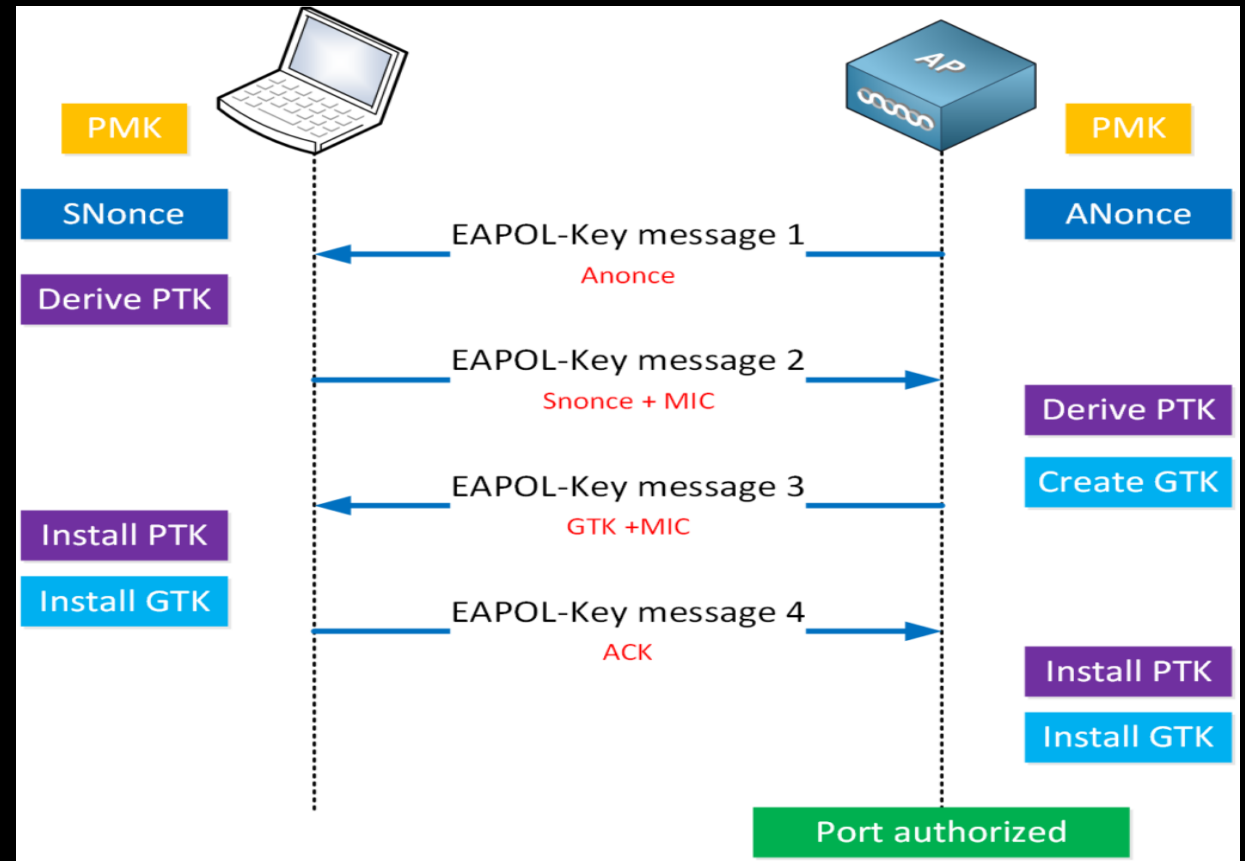 AP
PMK
PMK
SNonce
ANonce
EAPOL-Key message 1
Anonce
Derive PTK
EAPOL-Key message 2
Snonce + MIC
Derive PTK
Create GTK
EAPOL-Key message 3
GTK +MIC
Install PTK
Install GTK
EAPOL-Key message 4
ACK
Install PTK
Install GTK
Port authorized